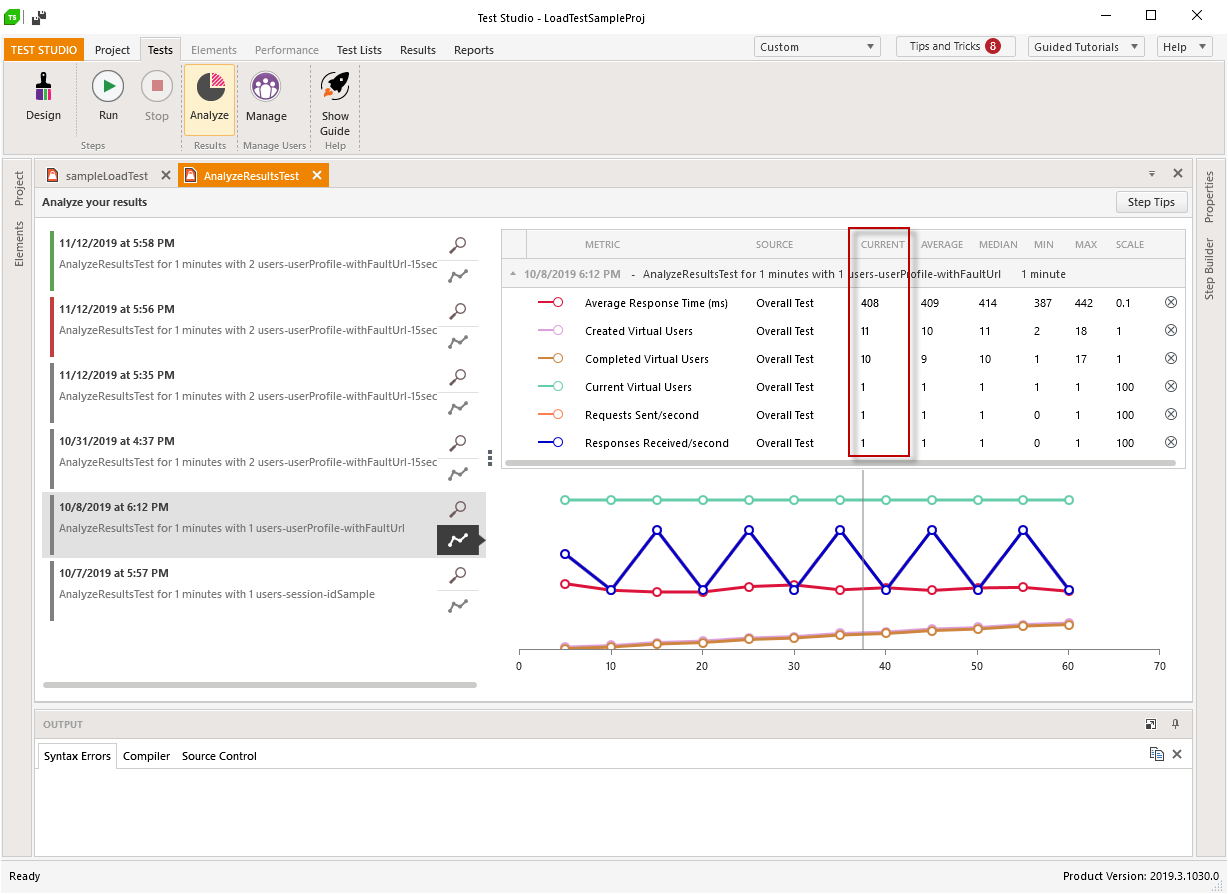 TS
Test Studio - LoadTestSampleProj
TEST STUDIO Project Tests Elements Performance Test Lists Results Reports Custom Tips and Tricks 8 Guided Tutorials Help
Design Run Stop Analyze Manage Show Guide
Steps Results Manage Users Help
Project
Elements
sampleLoadTest AnalyzeResultsTest
Analyze your results Step Tips
11/12/2019 at 5:58 PM
AnalyzeResultsTest for 1 minutes with 2 users-userProfile-withFaultUrl-15sec
11/12/2019 at 5:56 PM
AnalyzeResultsTest for 1 minutes with 2 users-userProfile-withFaultUrl-15sec
11/12/2019 at 5:35 PM
AnalyzeResultsTest for 1 minutes with 2 users-userProfile-withFaultUrl-15sec
10/31/2019 at 4:37 PM
AnalyzeResultsTest for 1 minutes with 2 users-userProfile-withFaultUrl-15sec
10/8/2019 at 6:12 PM
AnalyzeResultsTest for 1 minutes with 1 users-userProfile-withFaultUrl
10/7/2019 at 5:57 PM
AnalyzeResultsTest for 1 minutes with 1 users-session-idSample
METRIC SOURCE CURRENT AVERAGE MEDIAN MIN MAX SCALE
10/8/2019 6:12 PM - AnalyzeResultsTest for 1 minutes with 1 users-userProfile-withFaultUrl 1 minute
Average Response Time (ms) Overall Test 408 409 414 387 442 0.1
Created Virtual Users Overall Test 11 10 11 2 18 1
Completed Virtual Users Overall Test 10 9 10 1 17 1
Current Virtual Users Overall Test 1 1 1 1 1 100
Requests Sent/second Overall Test 1 1 1 0 1 100
Responses Received/second Overall Test 1 1 1 0 1 100
0 10 20 30 40 50 60 70
Properties
Step Builder
OUTPUT
Syntax Errors Compiler Source Control
Ready Product Version: 2019.3.1030.0